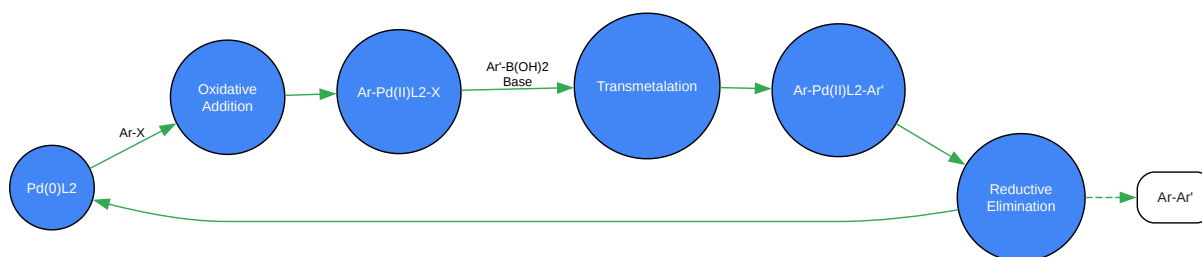 Pd(0)L2
Ar-X
Oxidative
Addition
Ar-Pd(II)L2-X
Ar'-B(OH)2
Base
Transmetalation
Ar-Pd(II)L2-Ar'
Reductive
Elimination
Ar-Ar'